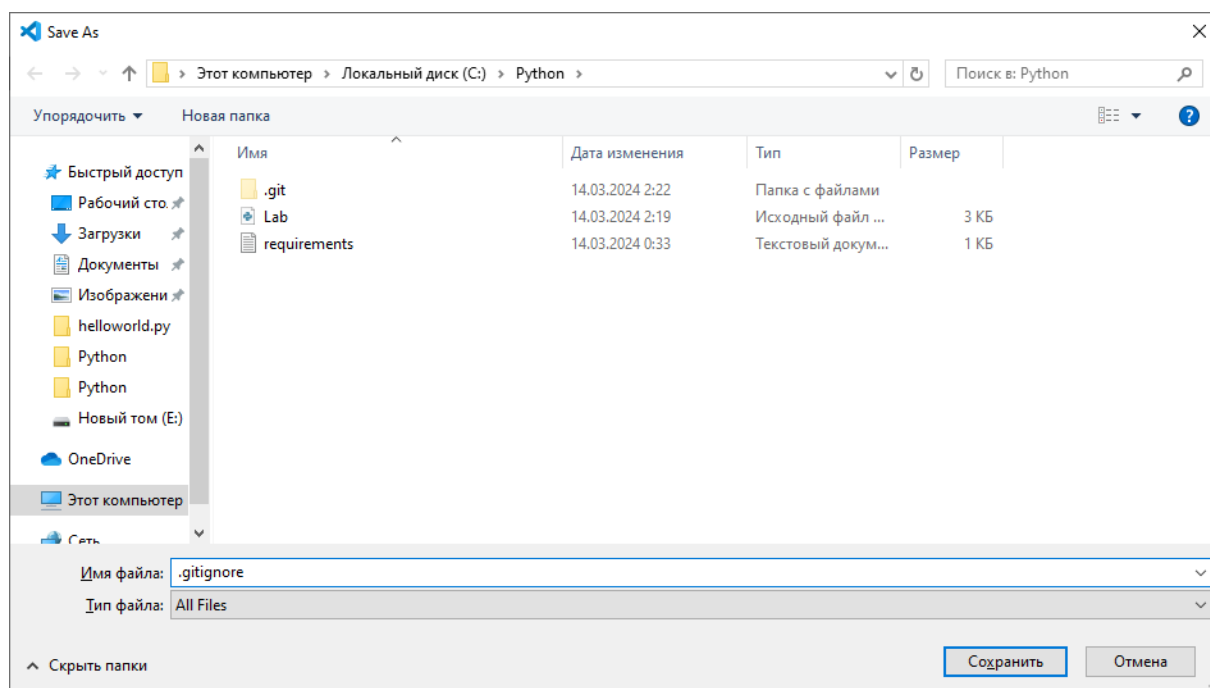 Save As
Этот компьютер › Локальный диск (C:) › Python ›
Поиск в: Python
Упорядочить
Новая папка
Имя Дата изменения Тип Размер
Быстрый доступ
Рабочий сто.
Загрузки
Документы
Изображени
helloworld.py
Python
Python
Новый том (E:)
OneDrive
Этот компьютер
Сеть
.git 14.03.2024 2:22 Папка с файлами
Lab 14.03.2024 2:19 Исходный файл ... 3 КБ
requirements 14.03.2024 0:33 Текстовый докум... 1 КБ
Имя файла: .gitignore
Тип файла: All Files
Скрыть папки
Сохранить
Отмена